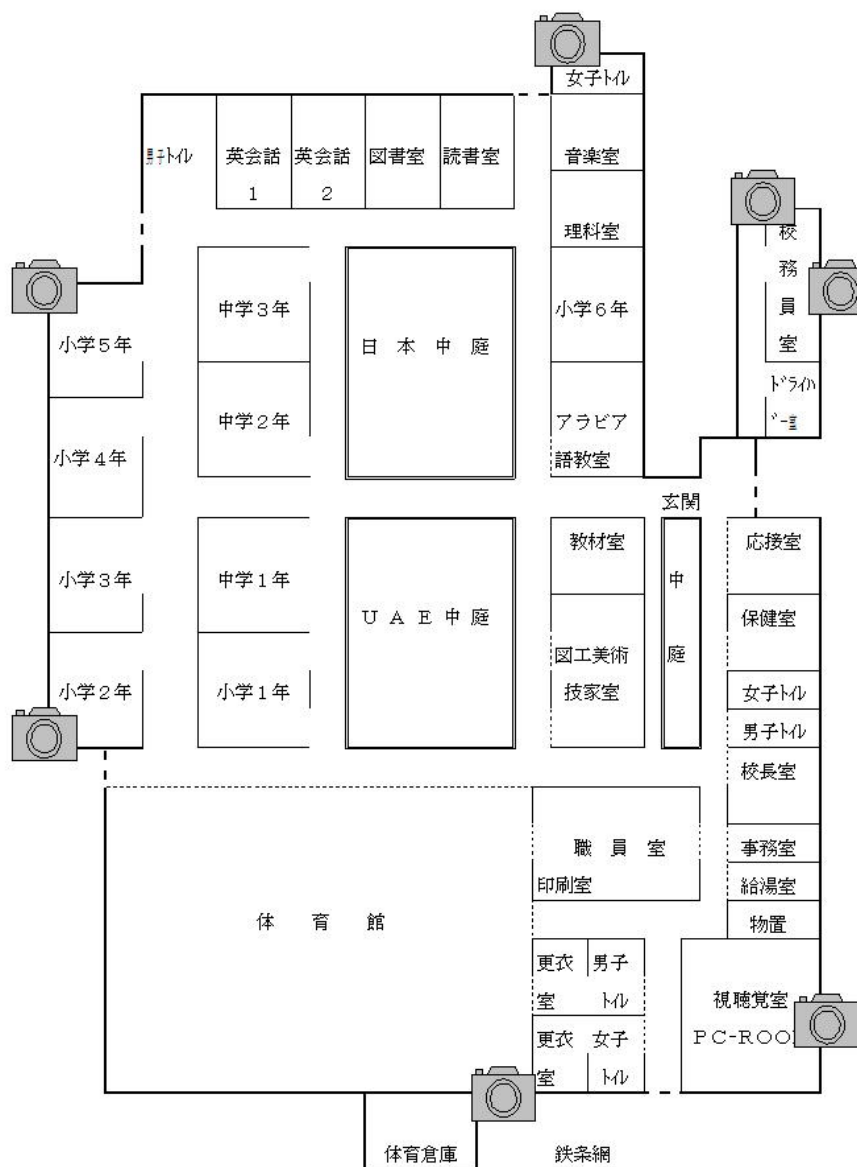 女子トイレ
男子トイレ
英会話
1
英会話
2
図書室
読書室
音楽室
理科室
校務員室
小学5年
中学3年
日本中庭
小学6年
ドライバー室
小学4年
中学2年
アラビア
語教室
玄関
小学3年
中学1年
UAE中庭
教材室
中庭
応接室
保健室
小学2年
小学1年
図工美術
技家室
女子トイレ
男子トイレ
校長室
職員室
印刷室
事務室
給湯室
物置
体育館
更衣室
男子トイレ
視聴覚室
更衣室
女子トイレ
体育倉庫
鉄条網